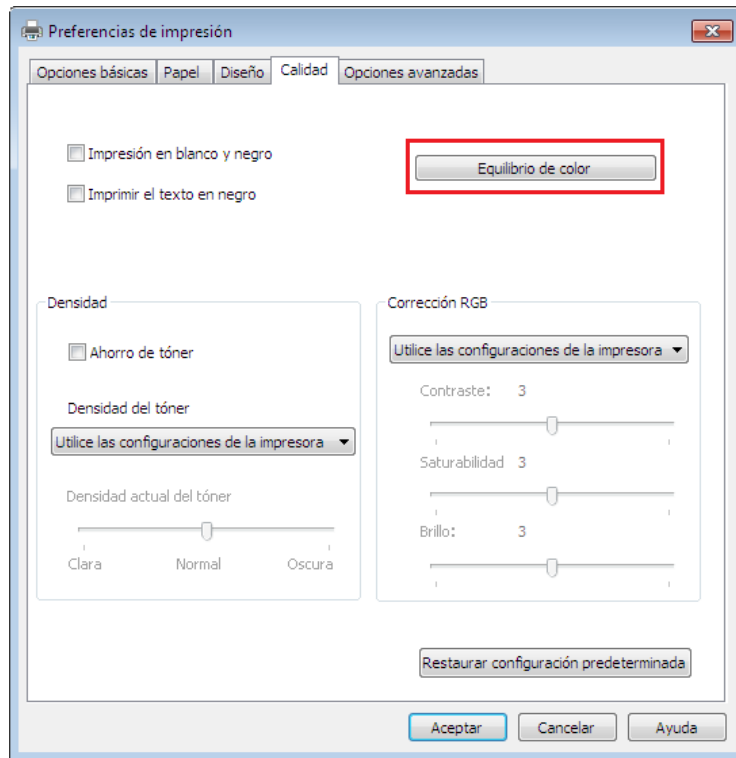 Preferencias de impresión
Opciones básicas Papel Diseño Calidad Opciones avanzadas
Impresión en blanco y negro
Imprimir el texto en negro
Equilibrio de color
Densidad
Ahorro de tóner
Densidad del tóner
Utilice las configuraciones de la impresora
Densidad actual del tóner
Clara Normal Oscura
Corrección RGB
Utilice las configuraciones de la impresora
Contraste: 3
Saturabilidad 3
Brillo: 3
Restaurar configuración predeterminada
Aceptar Cancelar Ayuda